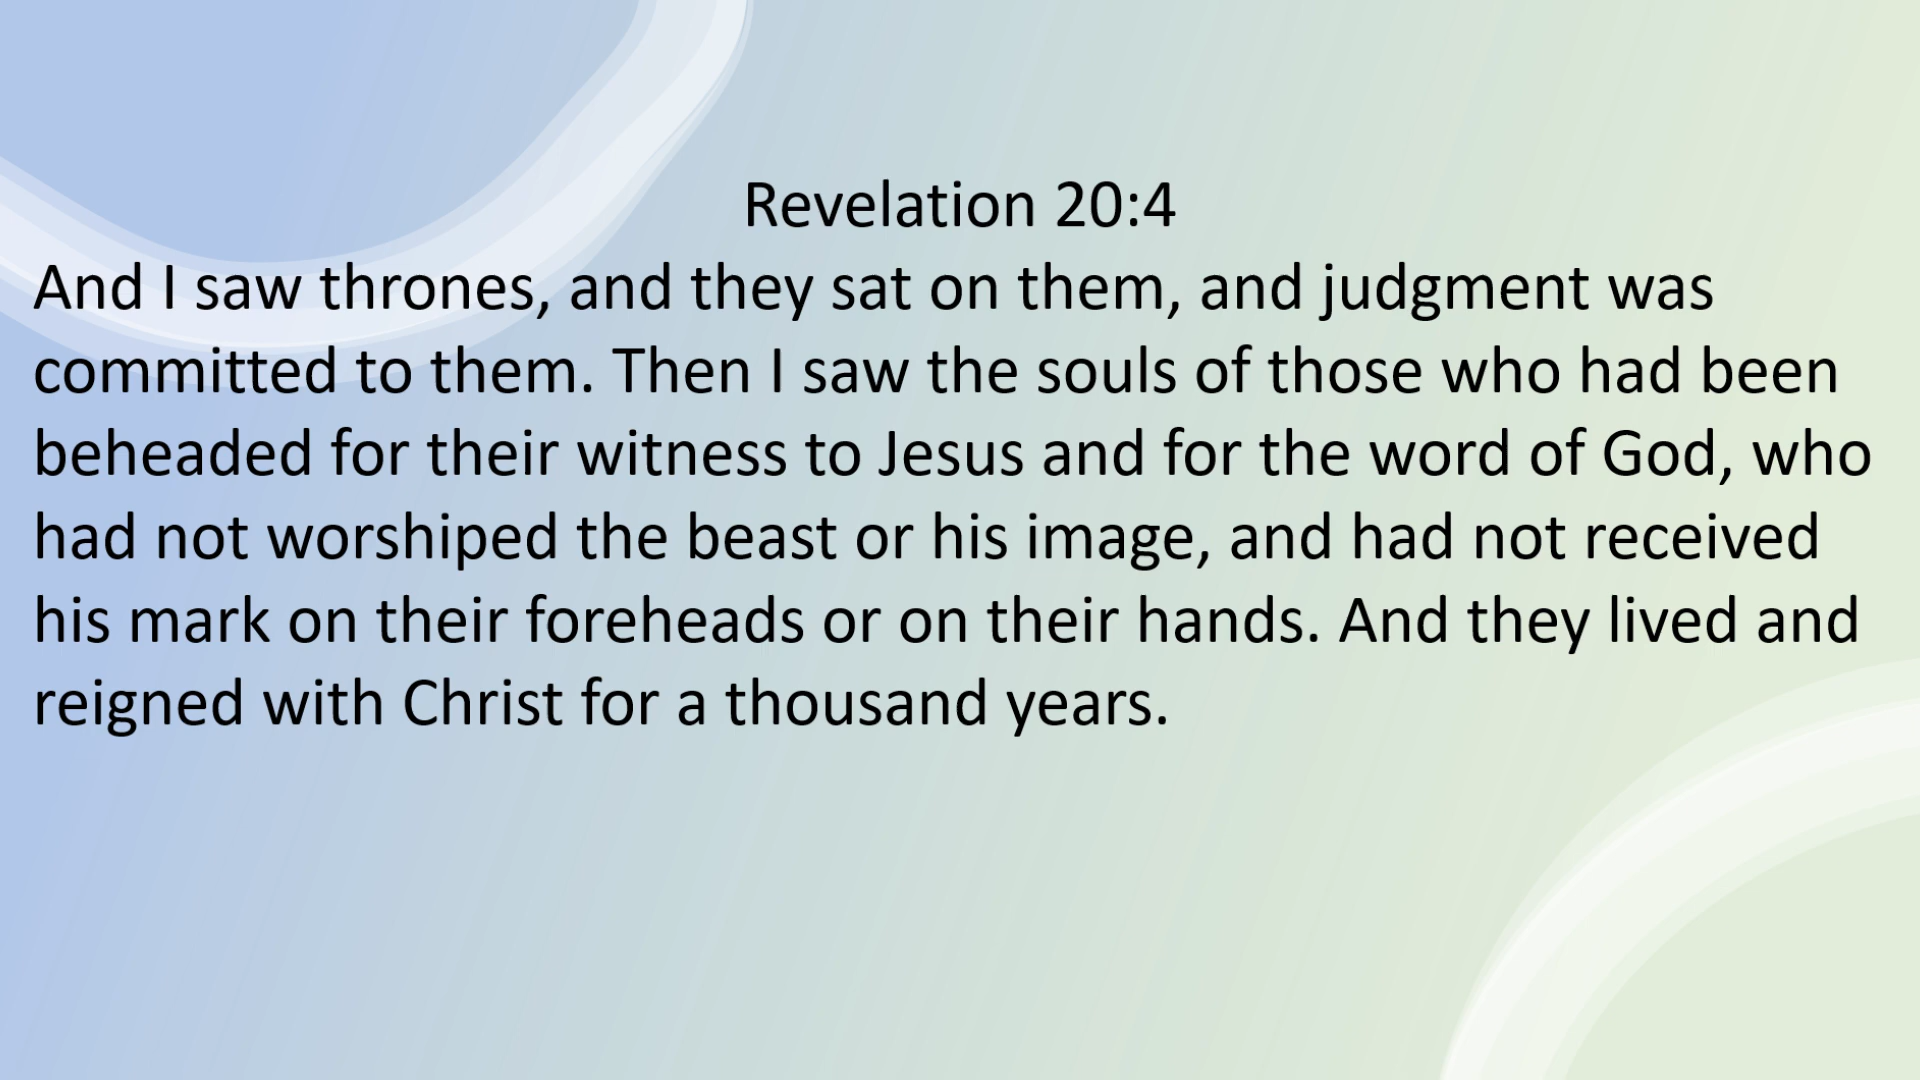 Revelation 20:4
And I saw thrones, and they sat on them, and judgment was
committed to them. Then I saw the souls of those who had been
beheaded for their witness to Jesus and for the word of God, who
had not worshiped the beast or his image, and had not received
his mark on their foreheads or on their hands. And they lived and
reigned with Christ for a thousand years.